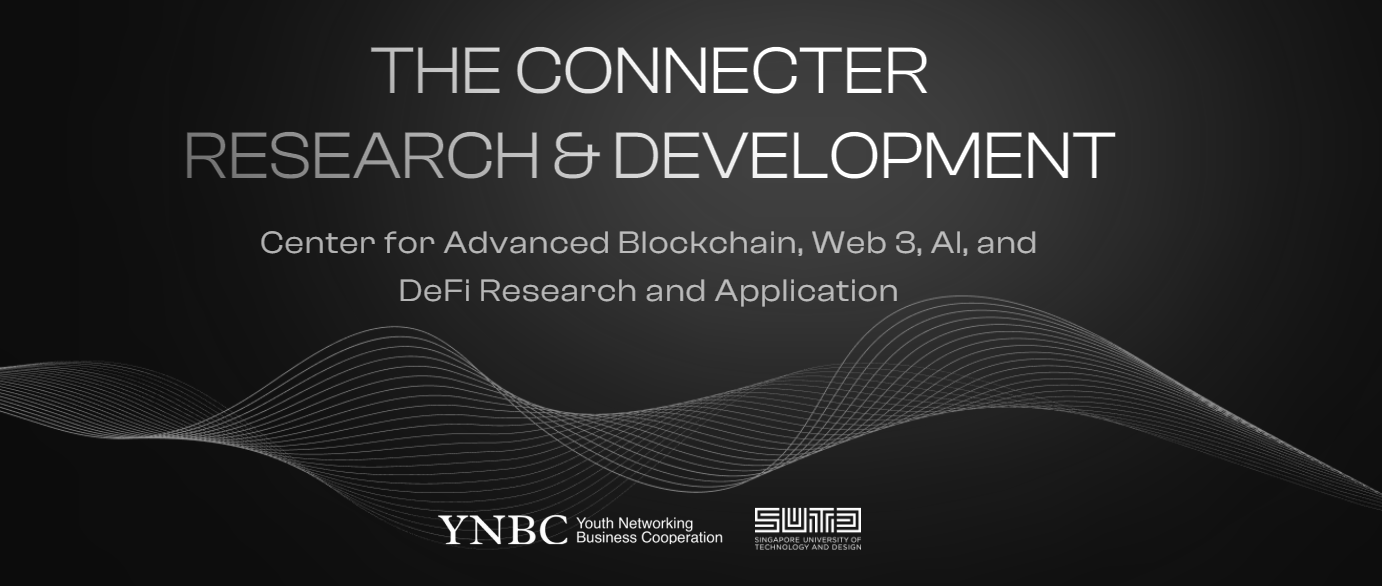 THE CONNECTER
RESEARCH & DEVELOPMENT
Center for Advanced Blockchain, Web 3, AI, and
DeFi Research and Application
YNBC Youth Networking
Business Cooperation
SUTD
SINGAPORE UNIVERSITY OF
TECHNOLOGY AND DESIGN